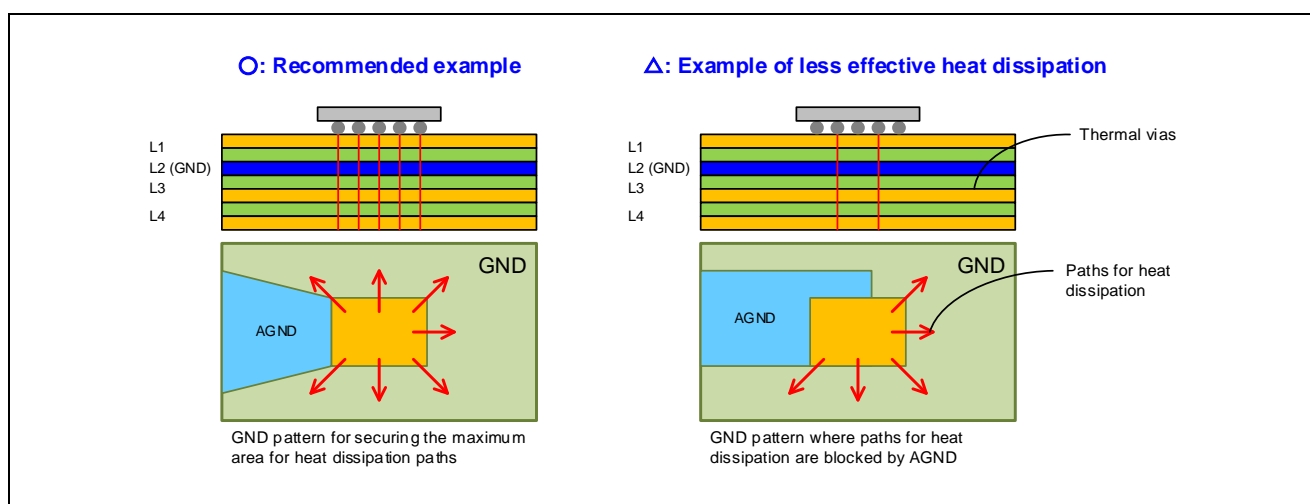 ○: Recommended example
△: Example of less effective heat dissipation
L1
L2 (GND)
L3
L4
L1
L2 (GND)
L3
L4
Thermal vias
GND
AGND
GND
AGND
Paths for heat
dissipation
GND pattern for securing the maximum
area for heat dissipation paths
GND pattern where paths for heat
dissipation are blocked by AGND